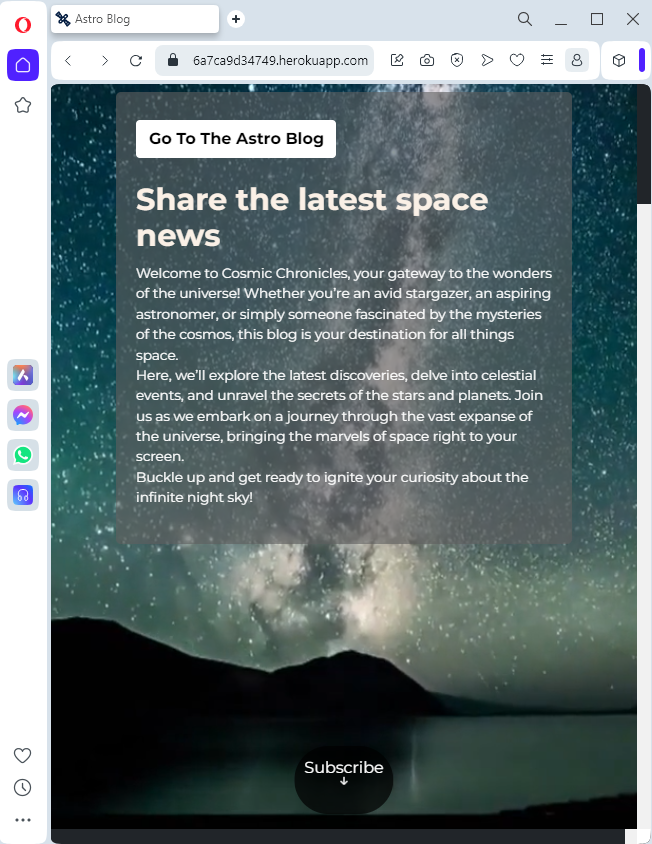 Astro Blog
6a7ca9d34749.herokuapp.com
Go To The Astro Blog
Share the latest space
news
Welcome to Cosmic Chronicles, your gateway to the wonders
of the universe! Whether you're an avid stargazer, an aspiring
astronomer, or simply someone fascinated by the mysteries
of the cosmos, this blog is your destination for all things
space.
Here, we'll explore the latest discoveries, delve into celestial
events, and unravel the secrets of the stars and planets. Join
us as we embark on a journey through the vast expanse of
the universe, bringing the marvels of space right to your
screen.
Buckle up and get ready to ignite your curiosity about the
infinite night sky!
Subscribe
↓